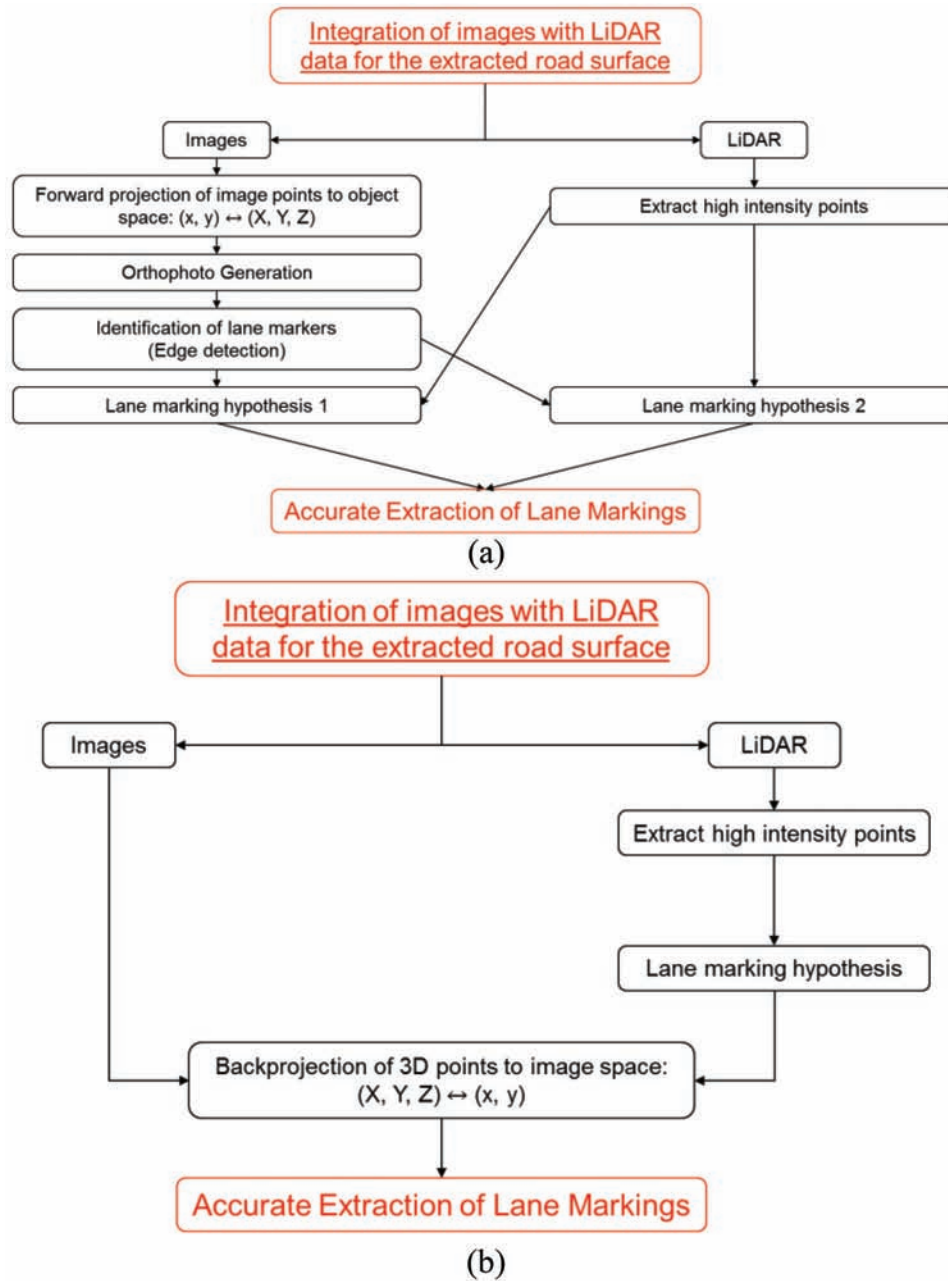 Integration of images with LiDAR
data for the extracted road surface
Images
LiDAR
Forward projection of image points to object
space: (x, y) ↔ (X, Y, Z)
Extract high intensity points
Orthophoto Generation
Identification of lane markers
(Edge detection)
Lane marking hypothesis 1
Lane marking hypothesis 2
Accurate Extraction of Lane Markings
(a)
Integration of images with LiDAR
data for the extracted road surface
Images
LiDAR
Extract high intensity points
Lane marking hypothesis
Backprojection of 3D points to image space:
(X, Y, Z) ↔ (x, y)
Accurate Extraction of Lane Markings
(b)